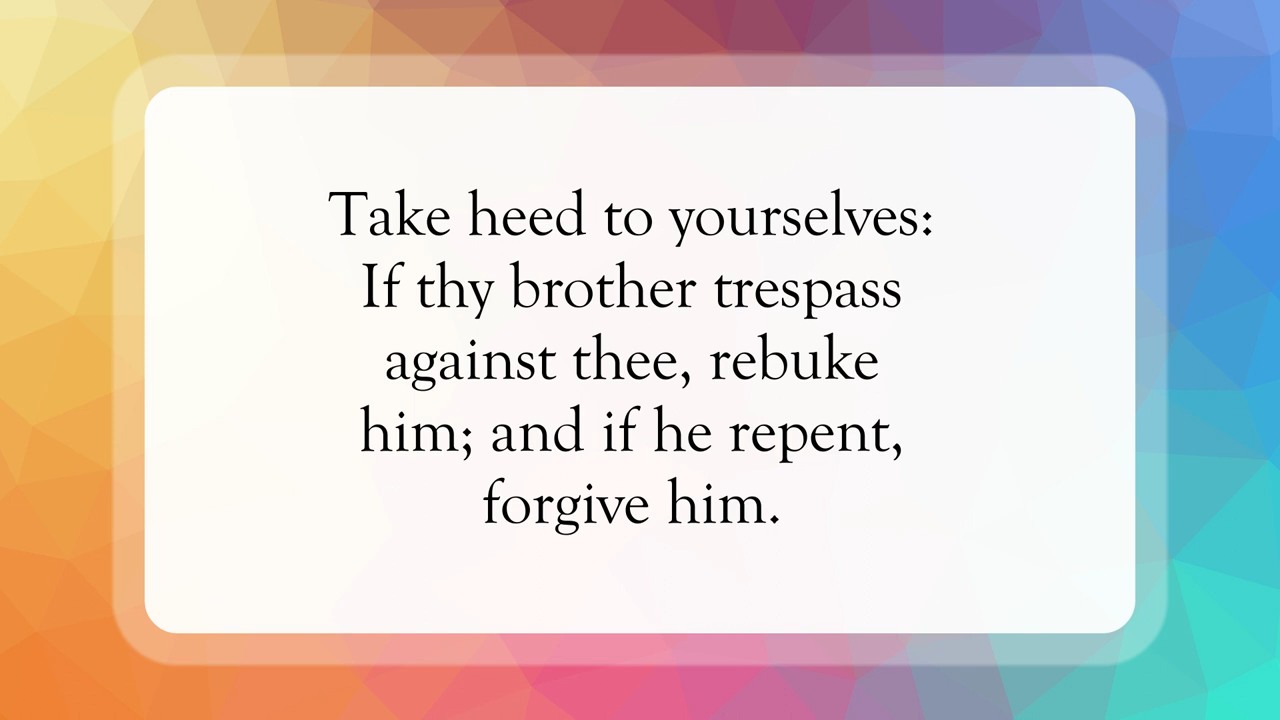 Take heed to yourselves:
If thy brother trespass
against thee, rebuke
him; and if he repent,
forgive him.